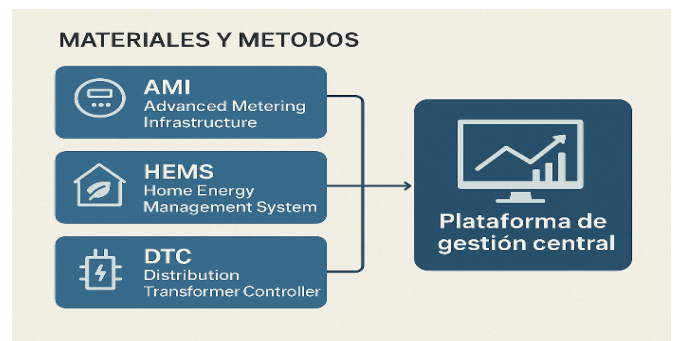 MATERIALES Y METODOS
AMI
Advanced Metering
Infrastructure
HEMS
Home Energy
Management System
DTC
Distribution
Transformer Controller
Plataforma de
gestión central